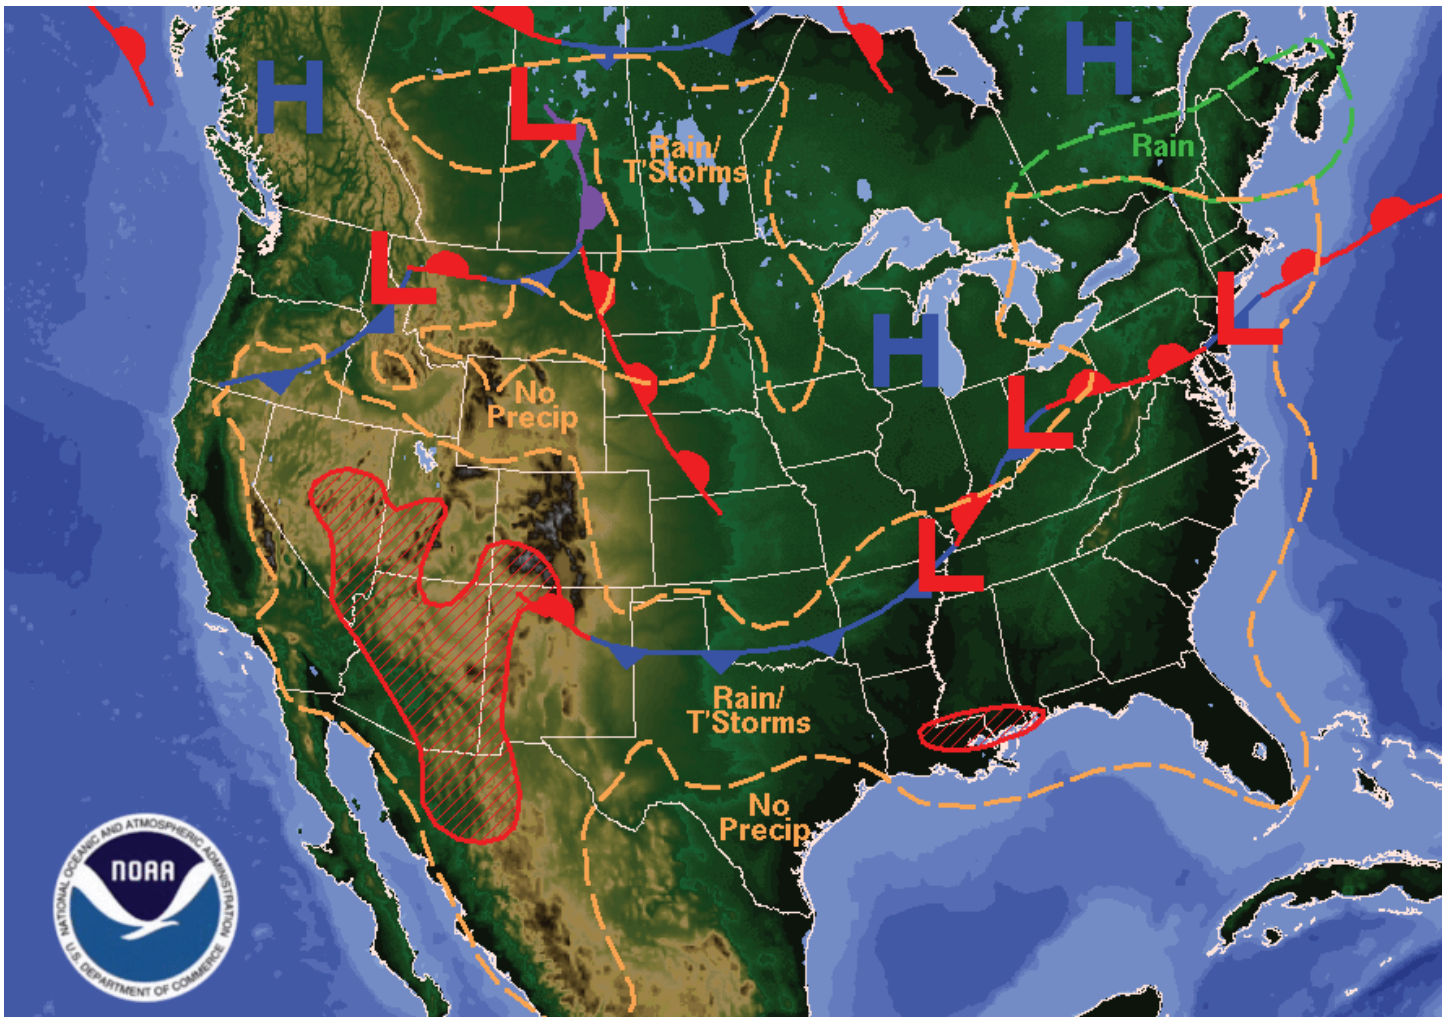 H
H
L
Rain/
T'Storms
Rain
L
L
H
No
Precip
L
L
Rain/
T'Storms
No
Precip
NATIONAL OCEANIC AND ATMOSPHERIC ADMINISTRATION
NOAA
U.S. DEPARTMENT OF COMMERCE